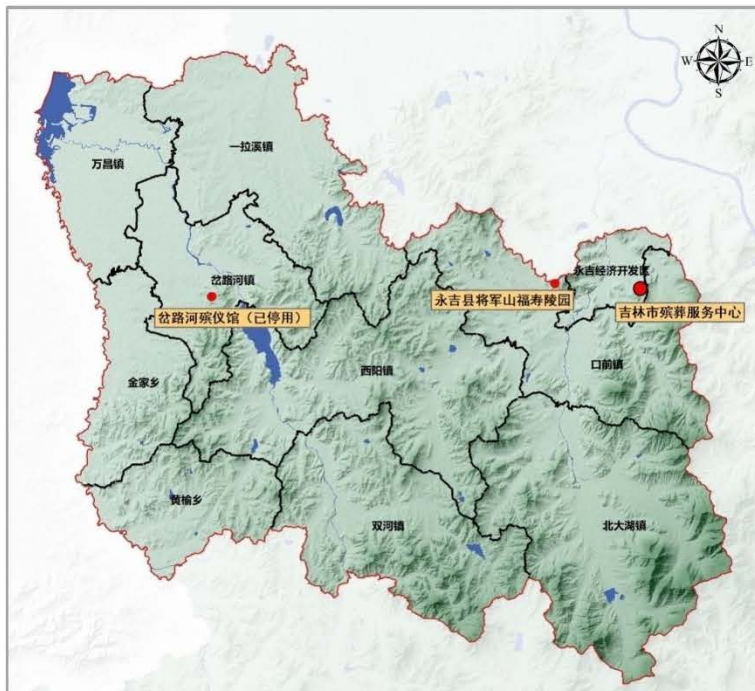 N
W E
S
万昌镇
一拉溪镇
岔路河镇
岔路河殡仪馆（已停用）
永吉经济开发区
永吉县将军山福寿陵园
吉林市殡葬服务中心
口前镇
西阳镇
金家乡
黄榆乡
双河镇
北大湖镇